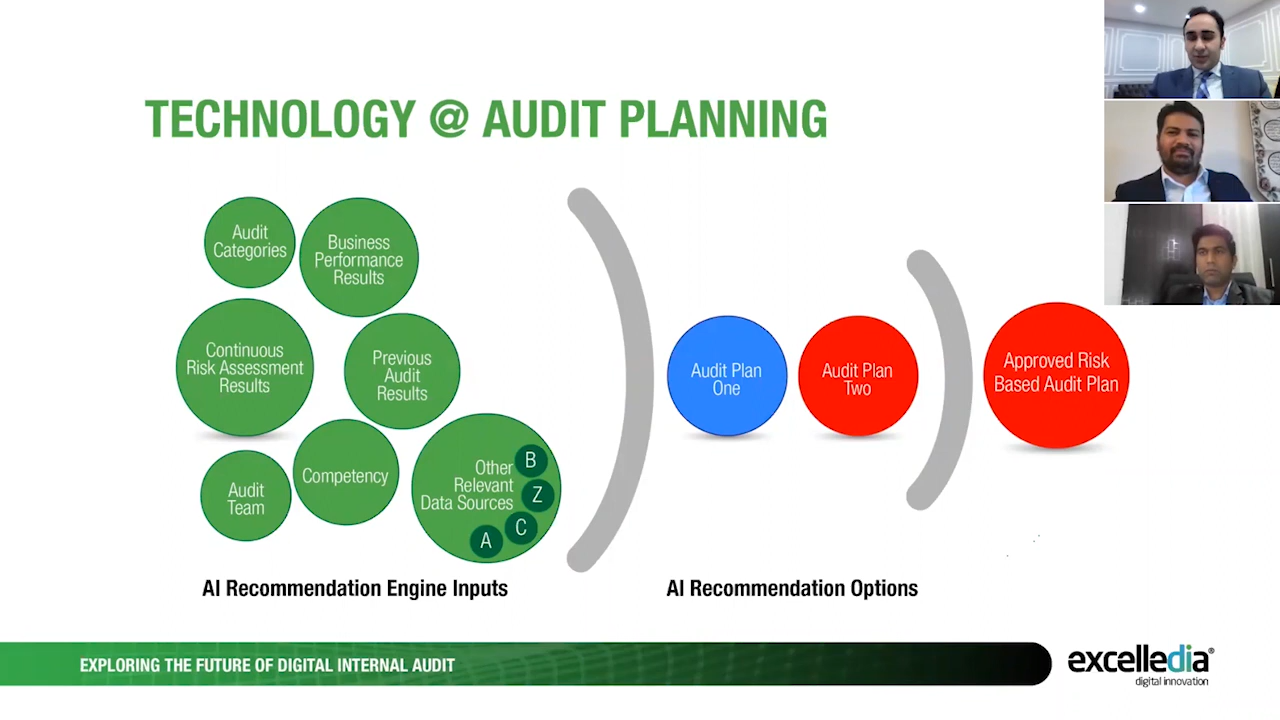 TECHNOLOGY @ AUDIT PLANNING
Audit
Categories
Business
Performance
Results
Continuous
Risk Assessment
Results
Previous
Audit
Results
Audit
Team
Competency
Other
Relevant
Data Sources
B
Z
C
A
AI Recommendation Engine Inputs
Audit Plan
One
Audit Plan
Two
AI Recommendation Options
Approved Risk
Based Audit Plan
EXPLORING THE FUTURE OF DIGITAL INTERNAL AUDIT
excelledia®
digital innovation